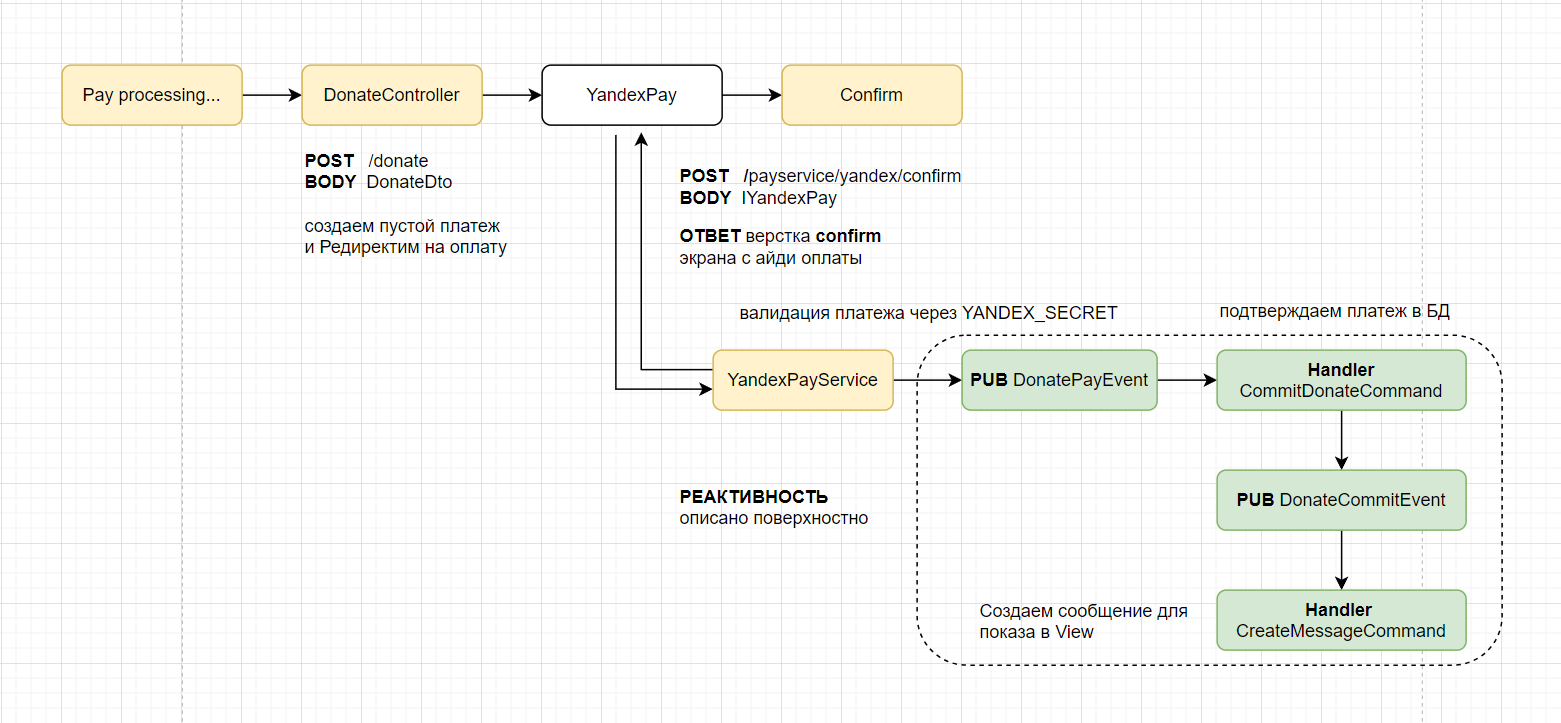 Pay processing...
DonateController
YandexPay
Confirm
POST /donate
BODY DonateDto
создаем пустой платеж
и Редиректим на оплату
POST /payservice/yandex/confirm
BODY IYandexPay
ОТВЕТ верстка confirm
экрана с айди оплаты
валидация платежа через YANDEX_SECRET
подтверждаем платеж в БД
YandexPayService
PUB DonatePayEvent
Handler
CommitDonateCommand
РЕАКТИВНОСТЬ
описано поверхностно
PUB DonateCommitEvent
Создаем сообщение для
показа в View
Handler
CreateMessageCommand